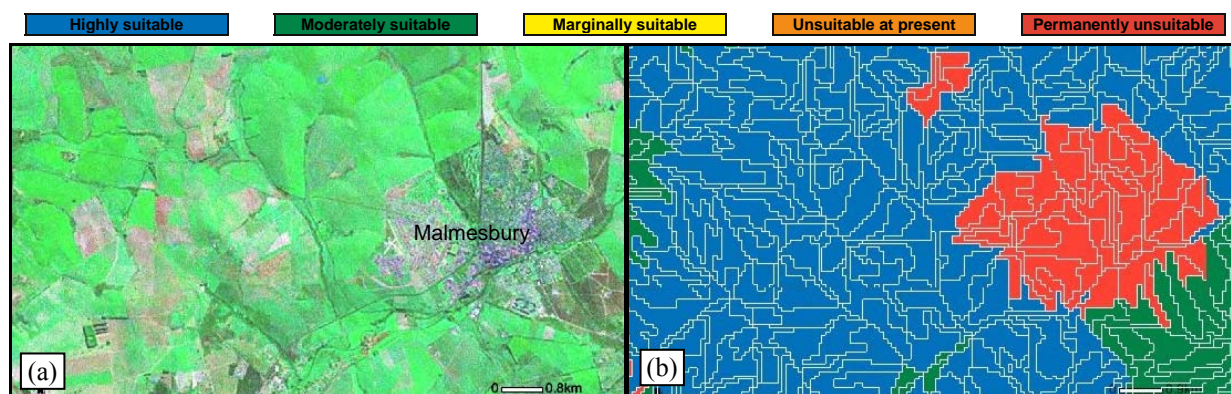 Highly suitable
Moderately suitable
Marginally suitable
Unsuitable at present
Permanently unsuitable
Malmesbury
(a)
0 0.8km
(b)